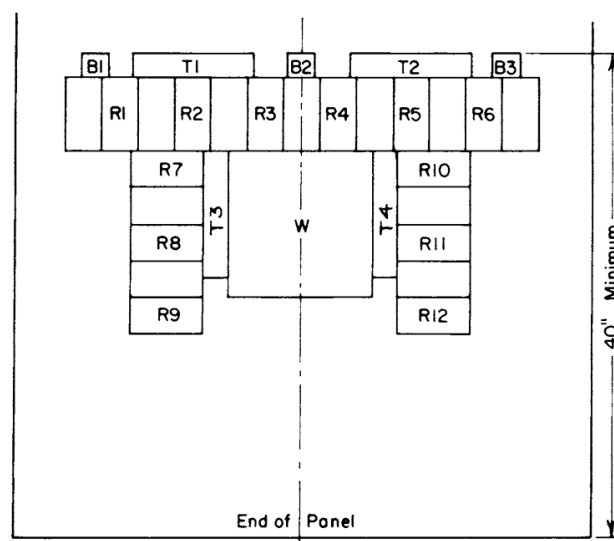 B1 T1 B2 T2 B3
R1 R2 R3 R4 R5 R6
R7 R10
T3 W T4
R8 R11
R9 R12
40" Minimum
End of Panel